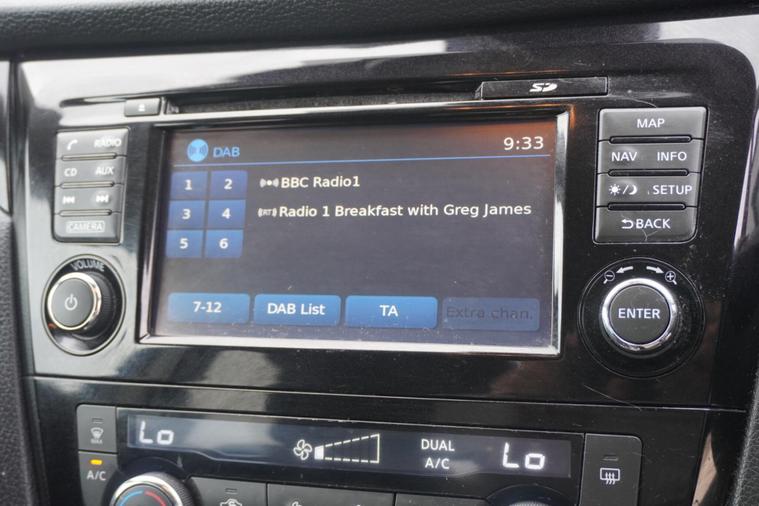 SD
RADIO
CD AUX
CAMERA
VOLUME
DAB 9:33
1 2
3 4
5 6
BBC Radio1
(RT) Radio 1 Breakfast with Greg James
7-12 DAB List TA Extra chan.
MAP
NAV INFO
SETUP
BACK
ENTER
MAX
A/C
Lo
DUAL
A/C
Lo